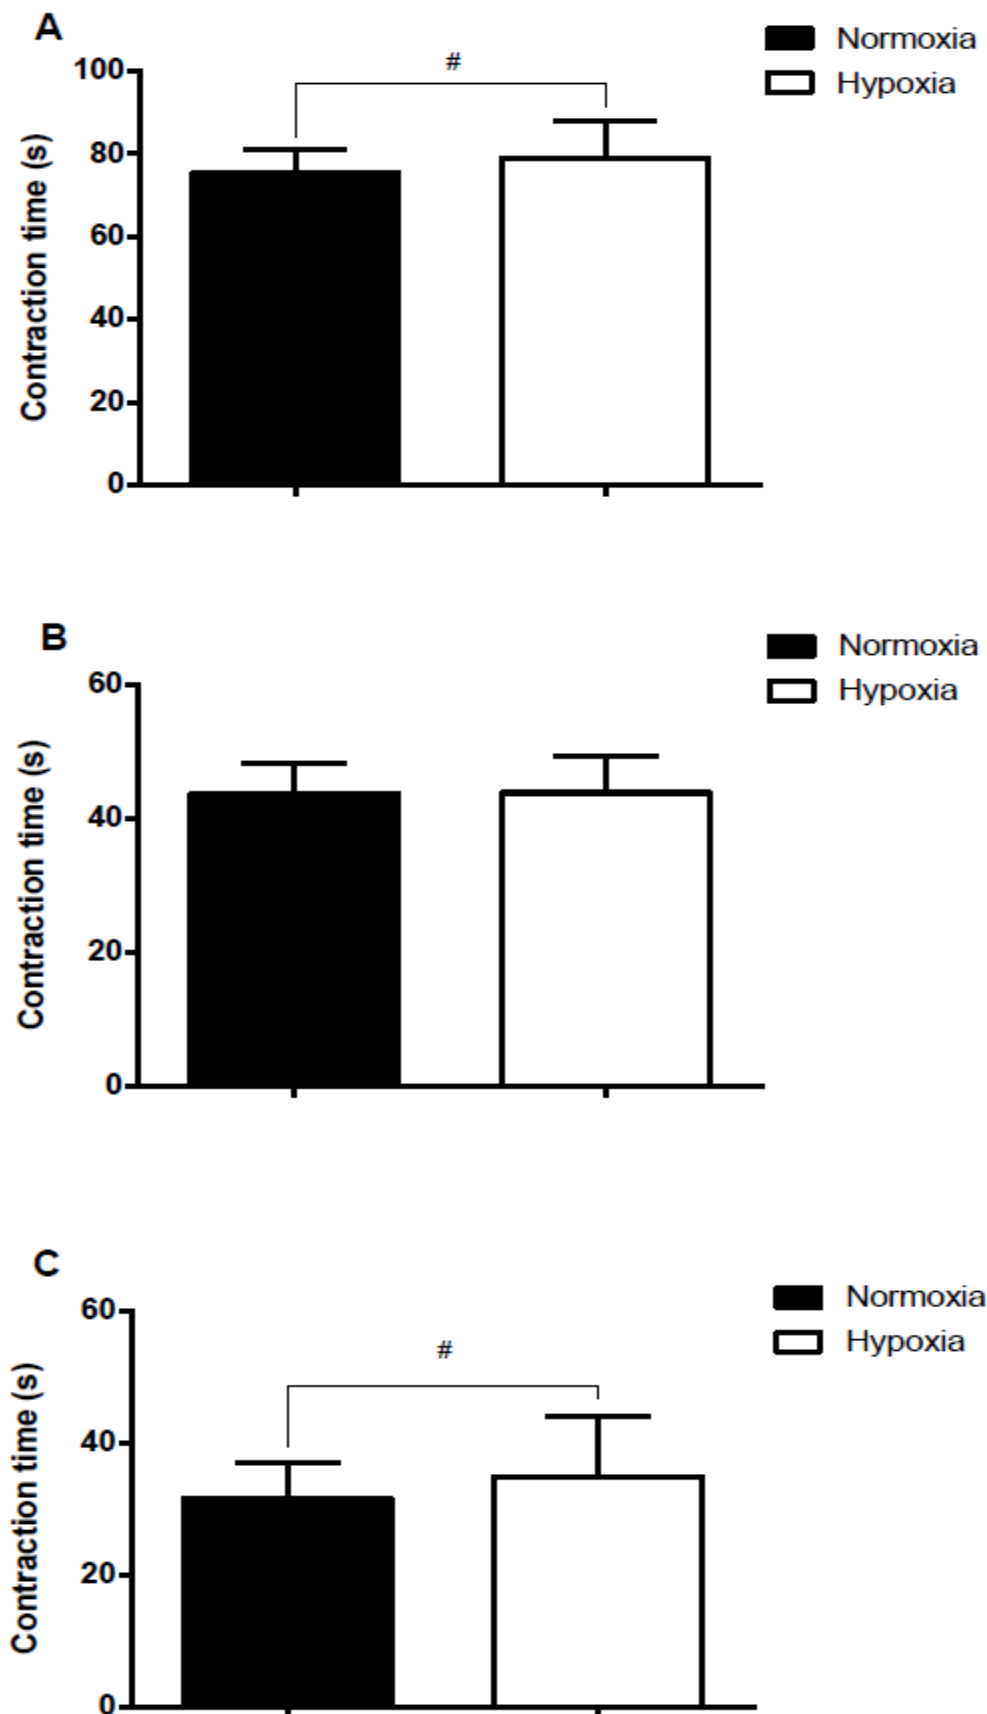 A
Normoxia
Hypoxia
#
100
80
60
40
20
0
Contraction time (s)
B
Normoxia
Hypoxia
60
40
20
0
Contraction time (s)
C
Normoxia
Hypoxia
#
60
40
20
0
Contraction time (s)